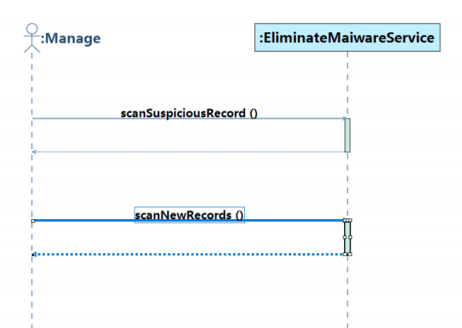 :Manage
:EliminateMaiwareService
scanSuspiciousRecord ()
scanNewRecords ()